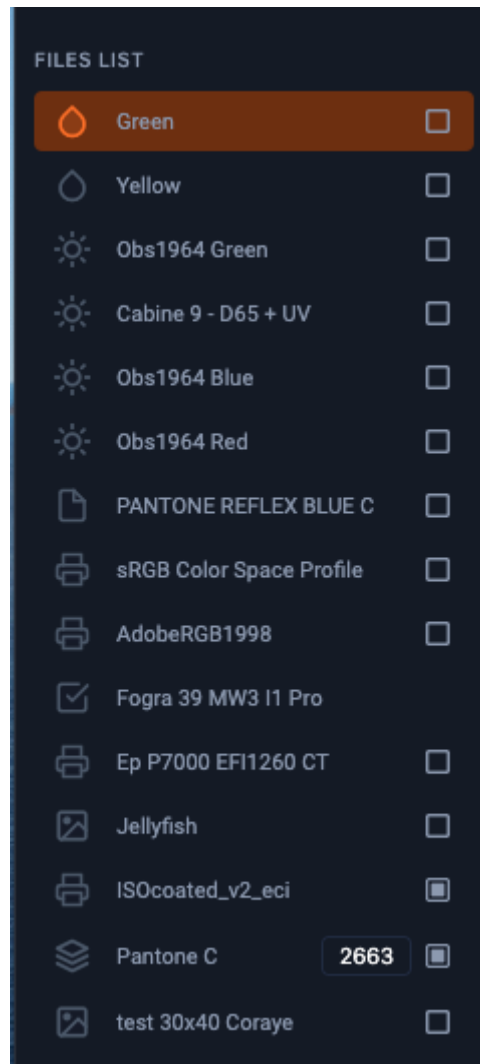 FILES LIST
Green
Yellow
Obs1964 Green
Cabine 9 - D65 + UV
Obs1964 Blue
Obs1964 Red
PANTONE REFLEX BLUE C
sRGB Color Space Profile
AdobeRGB1998
Fogra 39 MW3 I1 Pro
Ep P7000 EFI1260 CT
Jellyfish
ISOcoated_v2_eci
Pantone C 2663
test 30x40 Coraye